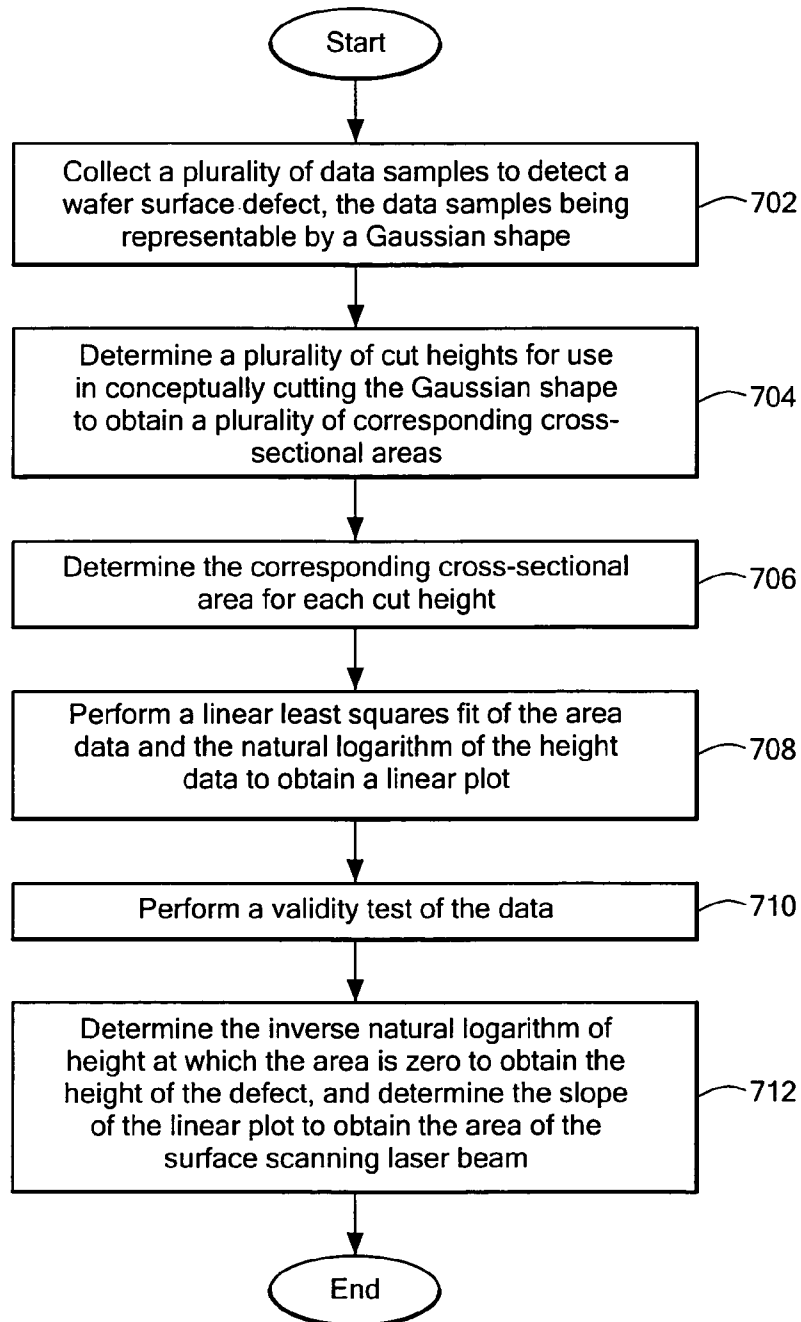 Start
Collect a plurality of data samples to detect a
wafer surface defect, the data samples being
representable by a Gaussian shape
702
Determine a plurality of cut heights for use
in conceptually cutting the Gaussian shape
to obtain a plurality of corresponding cross-
sectional areas
704
Determine the corresponding cross-sectional
area for each cut height
706
Perform a linear least squares fit of the area
data and the natural logarithm of the height
data to obtain a linear plot
708
Perform a validity test of the data
710
Determine the inverse natural logarithm of
height at which the area is zero to obtain the
height of the defect, and determine the slope
of the linear plot to obtain the area of the
surface scanning laser beam
712
End